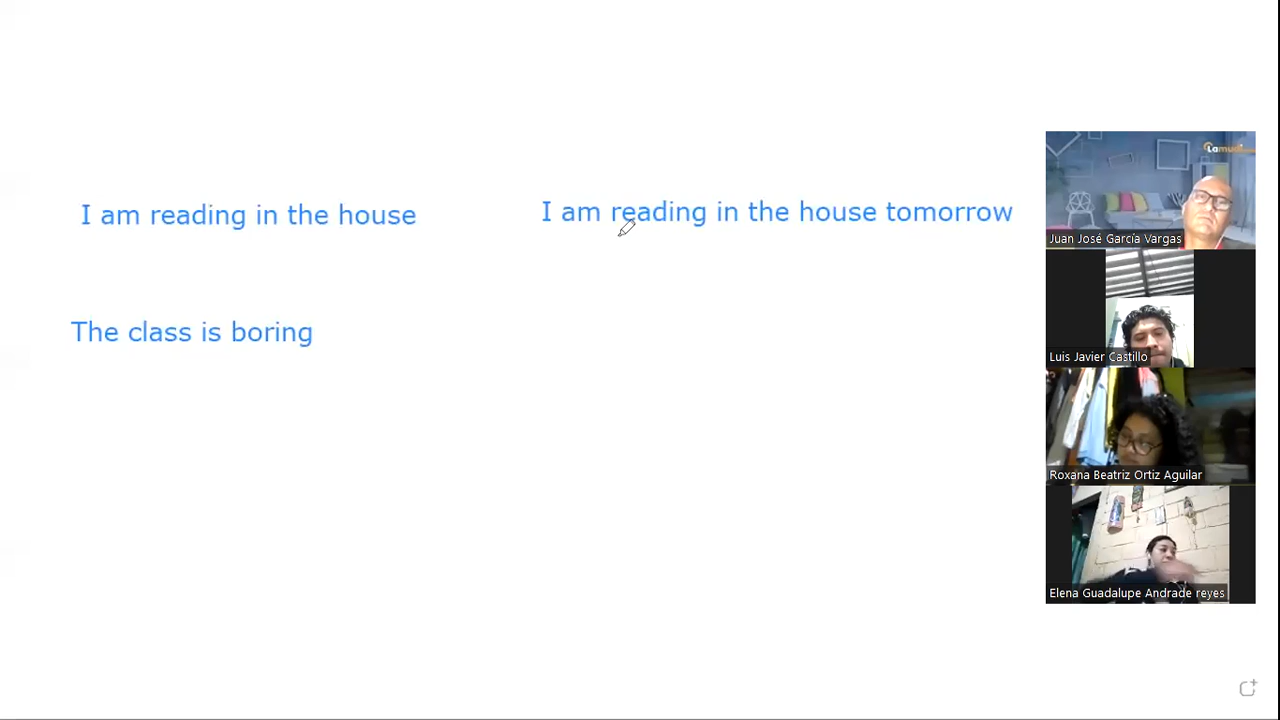 I am reading in the house
I am reading in the house tomorrow
The class is boring
Lamudi
Juan José García Vargas
Luis Javier Castillo
Roxana Beatriz Ortiz Aguilar
Elena Guadalupe Andrade reyes